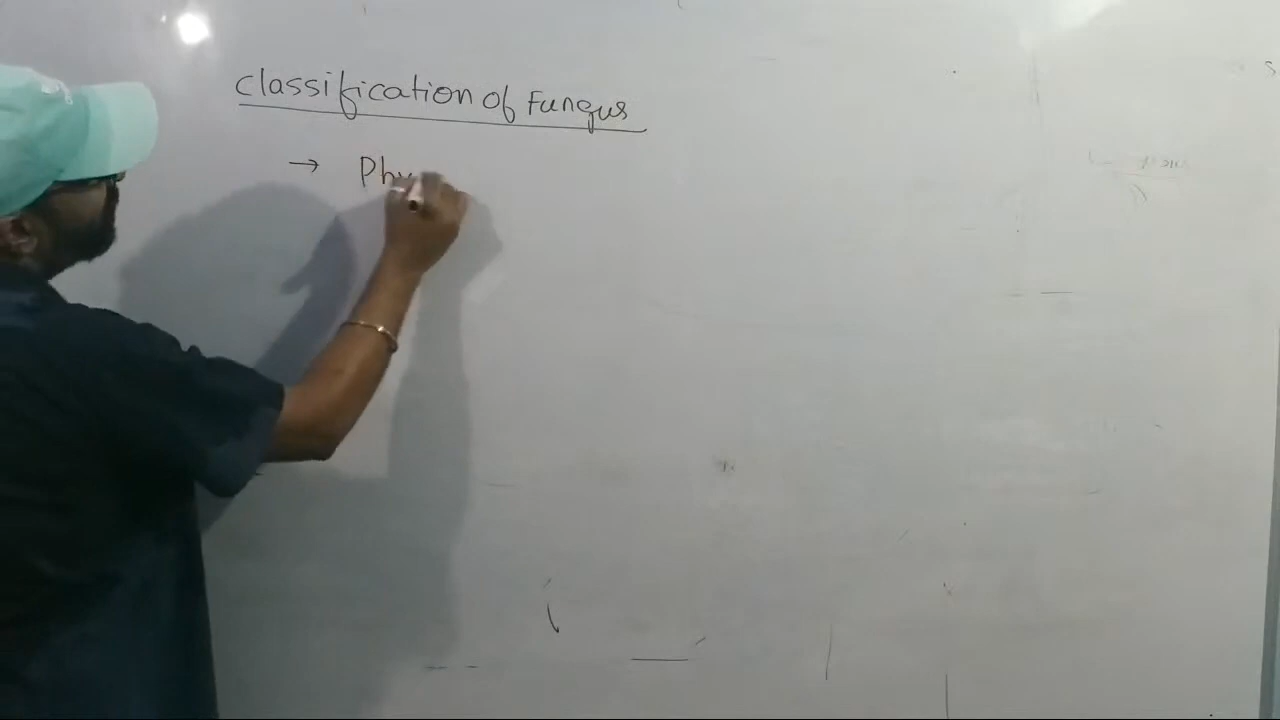 classification of Fungus
→ Phy